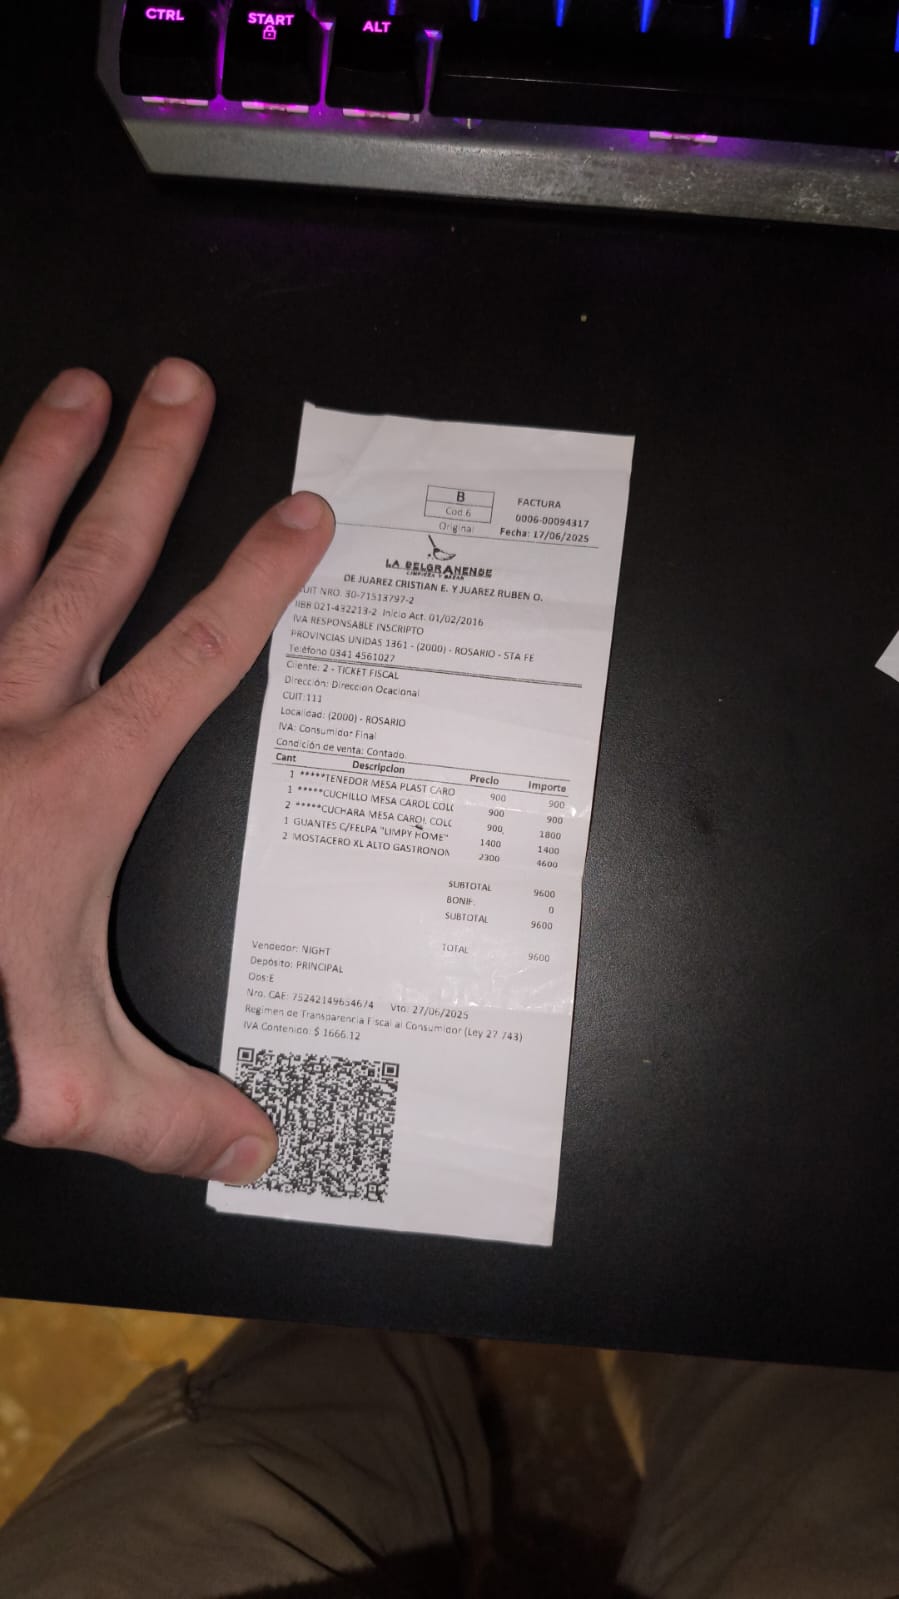 CTRL START ALT
B
Cod.6
Original
FACTURA
0006-00094317
Fecha: 17/06/2025
LA BELGRANENSE
LIMPIEZA Y BAZAR
DE JUAREZ CRISTIAN E. Y JUAREZ RUBEN O.
CUIT NRO. 30-71513797-2
IIBB 021-432213-2 Inicio Act. 01/02/2016
IVA RESPONSABLE INSCRIPTO
PROVINCIAS UNIDAS 1361 - (2000) - ROSARIO - STA FE
Teléfono 0341 4561027
Cliente: 2 - TICKET FISCAL
Dirección: Direccion Ocacional
CUIT:111
Localidad: (2000) - ROSARIO
IVA: Consumidor Final
Condición de venta: Contado
Cant Descripcion Precio Importe
1 *****TENEDOR MESA PLAST CARO 900 900
1 *****CUCHILLO MESA CAROL COLO 900 900
2 *****CUCHARA MESA CAROL COLO 900 1800
1 GUANTES C/FELPA "LIMPY HOME" 1400 1400
2 MOSTACERO XL ALTO GASTRONON 2300 4600
SUBTOTAL 9600
BONIF. 0
SUBTOTAL 9600
TOTAL 9600
Vendedor: NIGHT
Depósito: PRINCIPAL
Obs:E
Nro. CAE: 75242149654674 Vto: 27/06/2025
Regimen de Transparencia Fiscal al Consumidor (Ley 27.743)
IVA Contenido: $ 1666.12